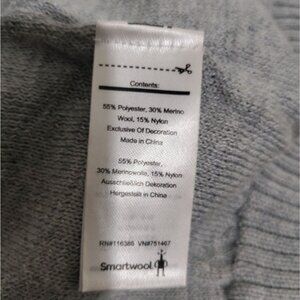 Contents:
55% Polyester, 30% Merino
Wool, 15% Nylon
Exclusive Of Decoration
Made in China
55% Polyester,
30% Merinowolle, 15% Nylon
Ausschließlich Dekoration
Hergestellt in China
RN#116386 VN#751467
Smartwool